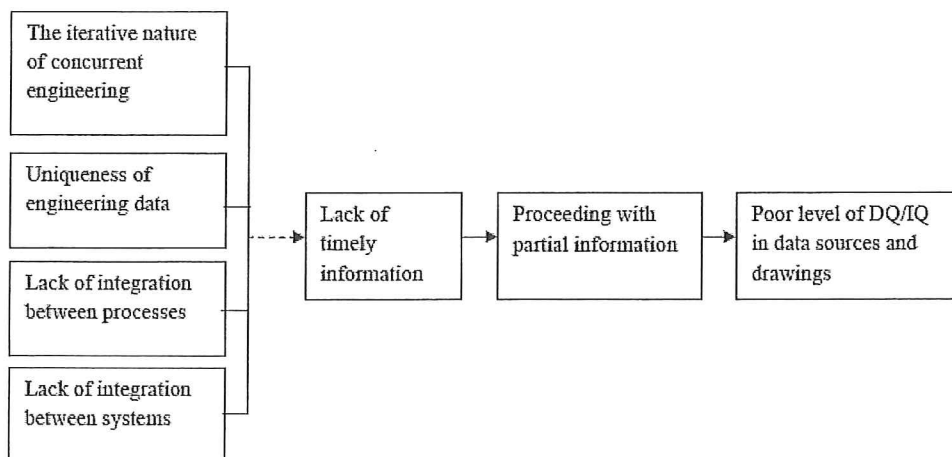 The iterative nature
of concurrent
engineering
Uniqueness of
engineering data
Lack of integration
between processes
Lack of integration
between systems
Lack of
timely
information
Proceeding with
partial information
Poor level of DQ/IQ
in data sources and
drawings